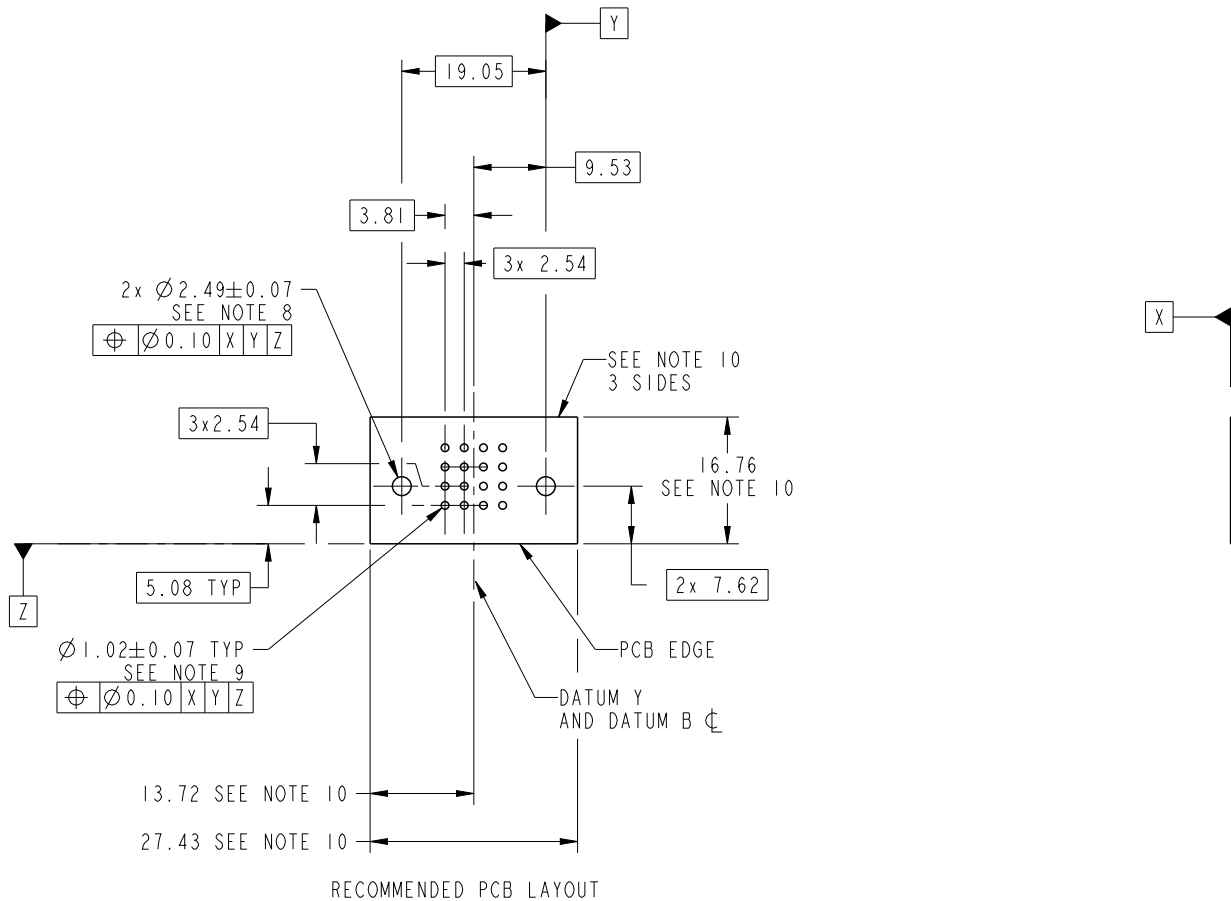 Y
19.05
9.53
3.81
3x 2.54
2x Ø2.49±0.07
SEE NOTE 8
⌖ Ø0.10 X Y Z
X
SEE NOTE 10
3 SIDES
3x2.54
16.76
SEE NOTE 10
5.08 TYP
2x 7.62
Z
Ø1.02±0.07 TYP
SEE NOTE 9
⌖ Ø0.10 X Y Z
PCB EDGE
DATUM Y
AND DATUM B ℄
13.72 SEE NOTE 10
27.43 SEE NOTE 10
RECOMMENDED PCB LAYOUT